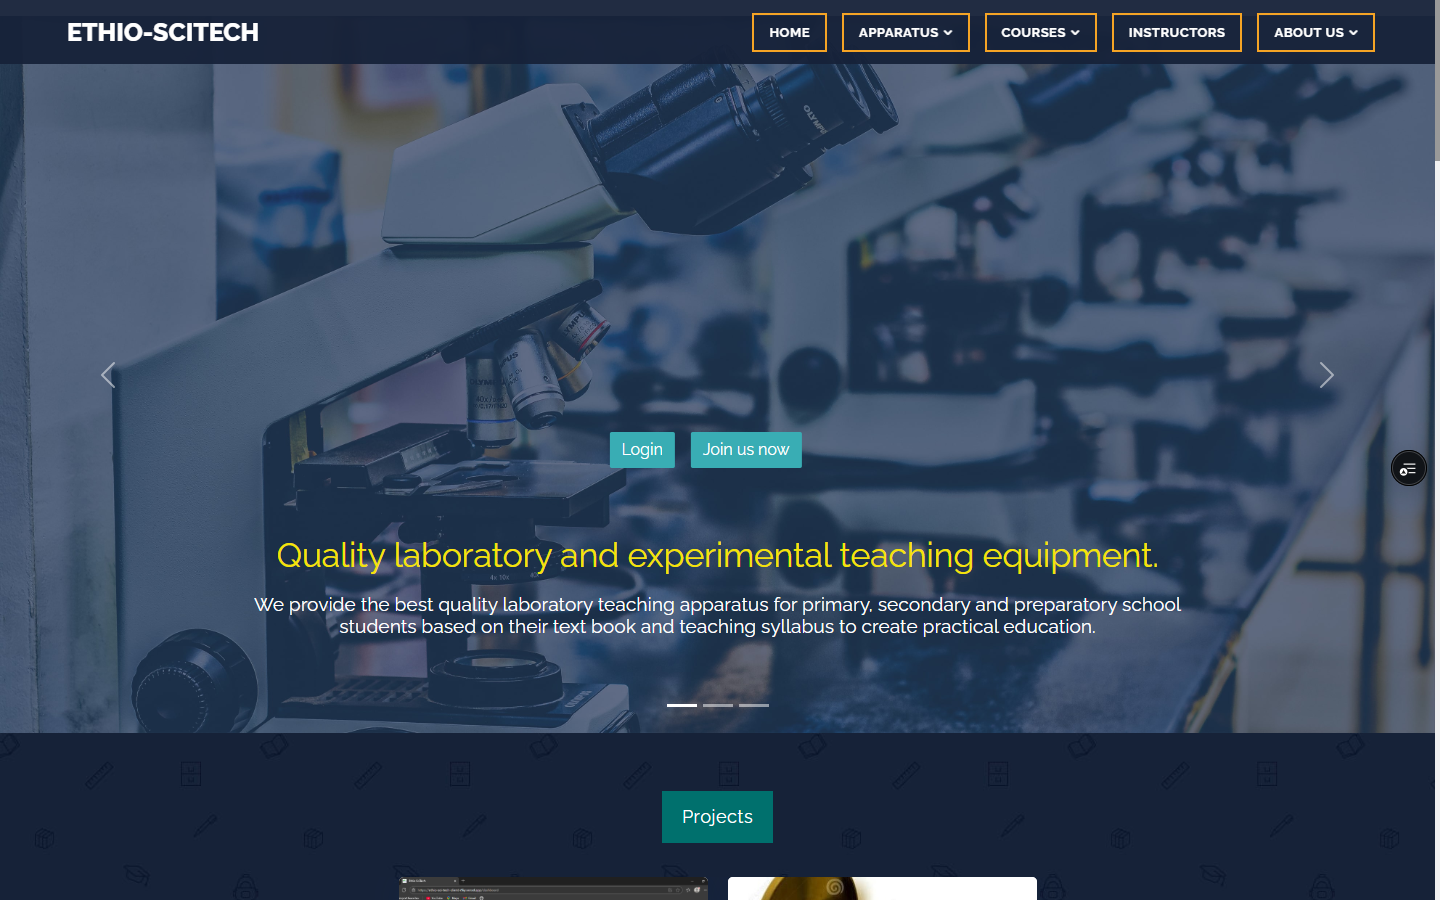 ETHIO-SCITECH
HOME
APPARATUS
COURSES
INSTRUCTORS
ABOUT US
OLYMPUS
Login
Join us now
Quality laboratory and experimental teaching equipment.
We provide the best quality laboratory teaching apparatus for primary, secondary and preparatory school
students based on their text book and teaching syllabus to create practical education.
Projects